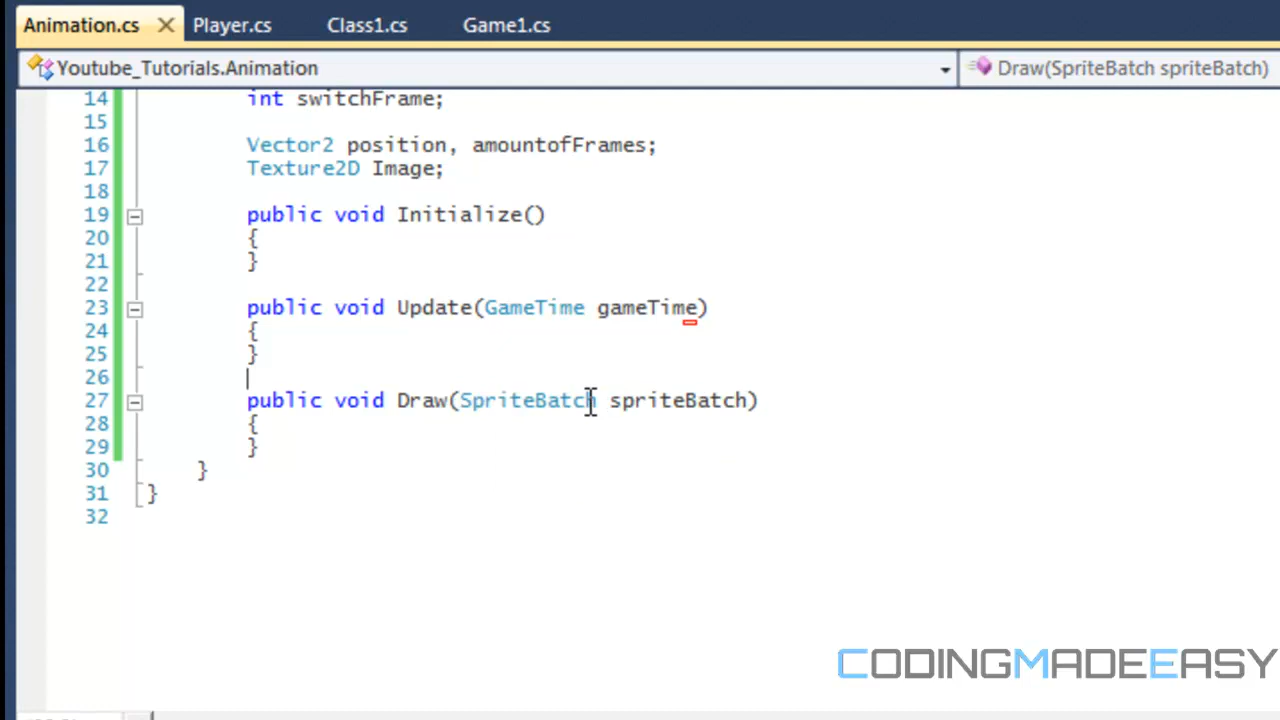 Animation.cs Player.cs Class1.cs Game1.cs
Youtube_Tutorials.Animation Draw(SpriteBatch spriteBatch)
14 int switchFrame;
15
16 Vector2 position, amountofFrames;
17 Texture2D Image;
18
19 public void Initialize()
20 {
21 }
22
23 public void Update(GameTime gameTime)
24 {
25 }
26
27 public void Draw(SpriteBatch spriteBatch)
28 {
29 }
30 }
31 }
32
CODINGMADEEASY